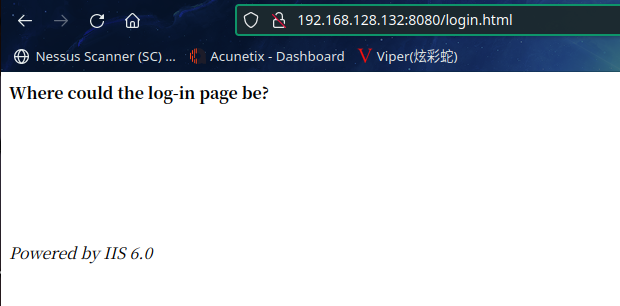 192.168.128.132:8080/login.html
Nessus Scanner (SC) ... Acunetix - Dashboard Viper(炫彩蛇)
Where could the log-in page be?
Powered by IIS 6.0